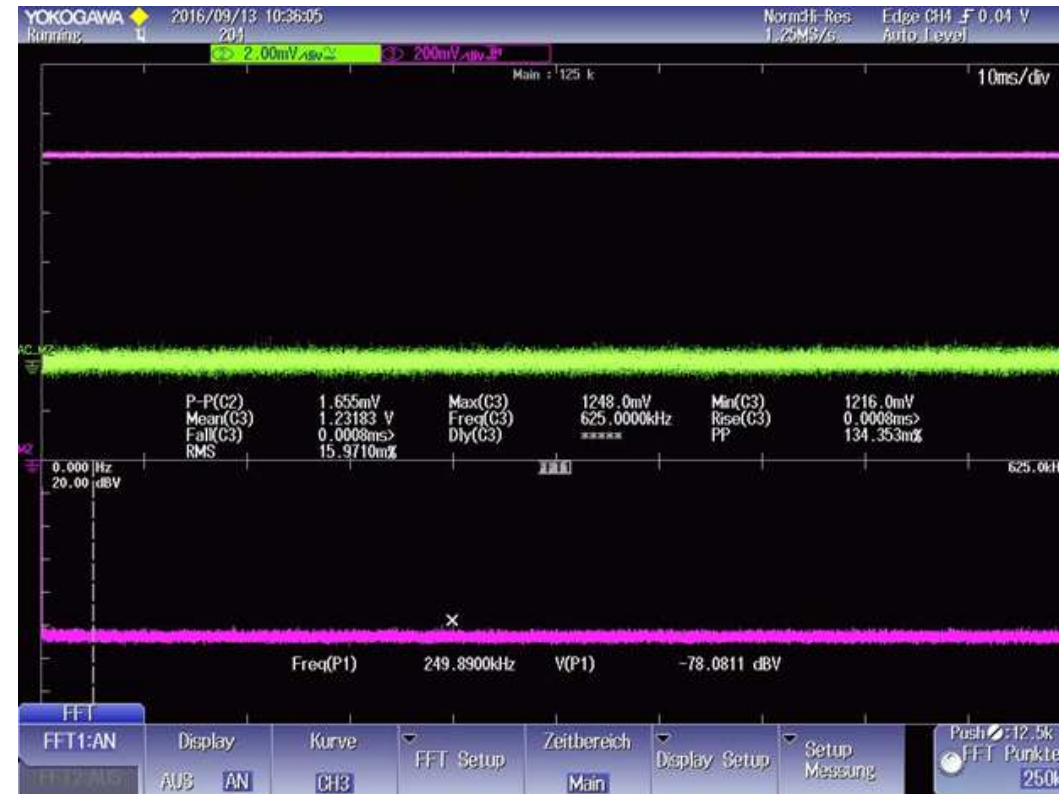 YOKOGAWA 2016/09/13 10:36:05 Norm:Hi-Res Edge CH4 0.04 V
Running 204 1.25MS/s Auto Level
2.00mV 200mV
Main : 125 k 10ms/div
P-P(C2) 1.655mV Max(C3) 1248.0mV Min(C3) 1216.0mV
Mean(C3) 1.23183 V Freq(C3) 625.0000kHz Rise(C3) 0.0008ms>
Fall(C3) 0.0008ms> Dly(C3) ***** PP 134.353m%
RMS 15.9710m%
0.000 Hz FFT1 625.0kH
20.00 dBV
Freq(P1) 249.8900kHz V(P1) -78.0811 dBV
FFT
FFT1:AN Display Kurve FFT Setup Zeitbereich Display Setup Setup Messung Push:12.5k
FFT Punkte
FFT2:AUS AUS AN CH3 Main 250k